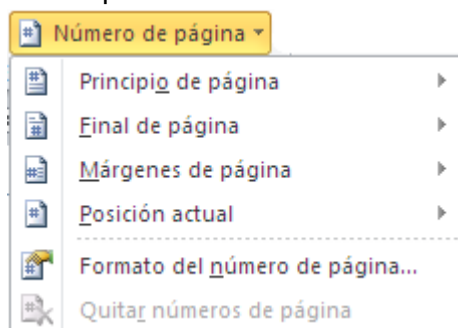 Número de página
Principio de página
Final de página
Márgenes de página
Posición actual
Formato del número de página...
Quitar números de página